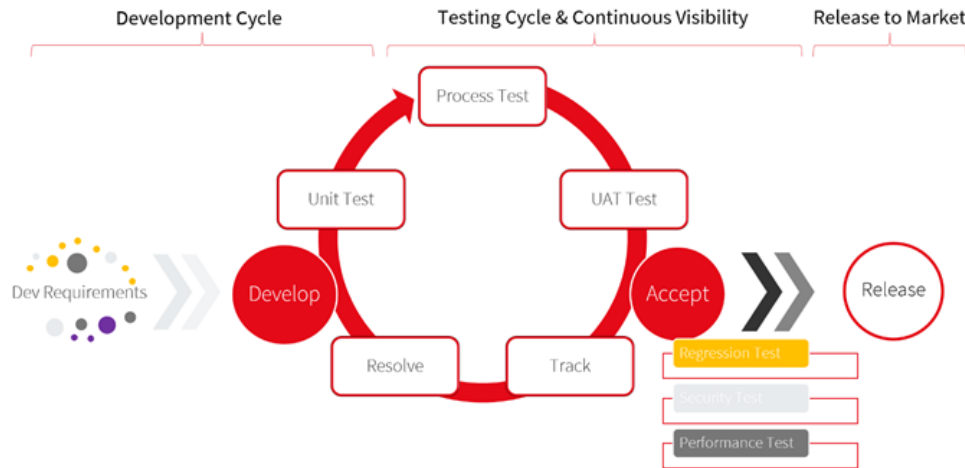 Development Cycle
Testing Cycle & Continuous Visibility
Release to Market
Process Test
Unit Test
UAT Test
Dev Requirements
Develop
Accept
Release
Resolve
Track
Regression Test
Security Test
Performance Test